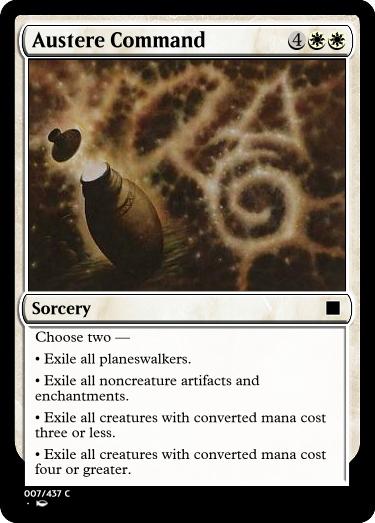 Austere Command 4
Sorcery
Choose two —
• Exile all planeswalkers.
• Exile all noncreature artifacts and
enchantments.
• Exile all creatures with converted mana cost
three or less.
• Exile all creatures with converted mana cost
four or greater.
007/437 C